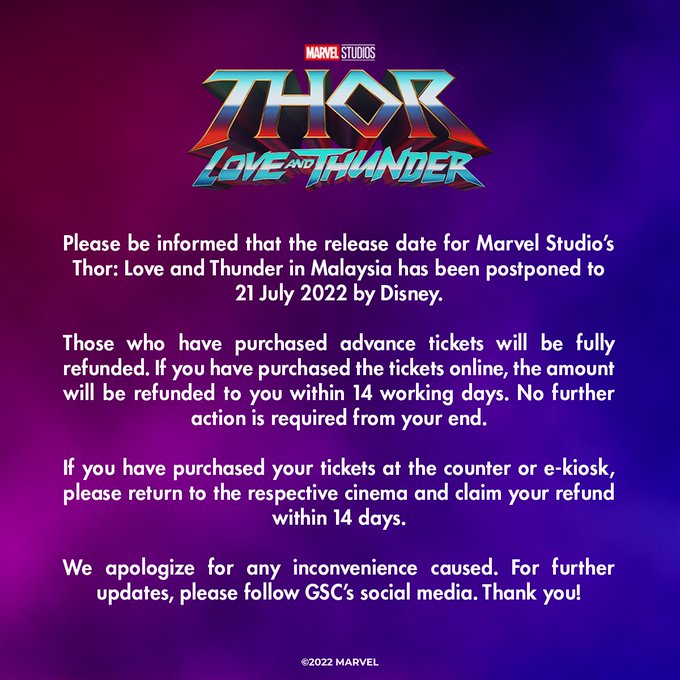 MARVEL STUDIOS
THOR
LOVE AND THUNDER
Please be informed that the release date for Marvel Studio's
Thor: Love and Thunder in Malaysia has been postponed to
21 July 2022 by Disney.
Those who have purchased advance tickets will be fully
refunded. If you have purchased the tickets online, the amount
will be refunded to you within 14 working days. No further
action is required from your end.
If you have purchased your tickets at the counter or e-kiosk,
please return to the respective cinema and claim your refund
within 14 days.
We apologize for any inconvenience caused. For further
updates, please follow GSC's social media. Thank you!
©2022 MARVEL